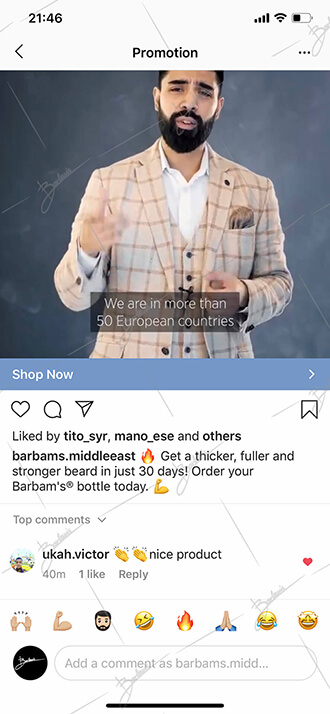 21:46
Promotion
We are in more than
50 European countries
Shop Now
Liked by tito_syr, mano_ese and others
barbams.middleeast 🔥 Get a thicker, fuller and
stronger beard in just 30 days! Order your
Barbam's® bottle today. 💪
Top comments
ukah.victor 👏👏nice product
40m 1 like Reply
Add a comment as barbams.midd...